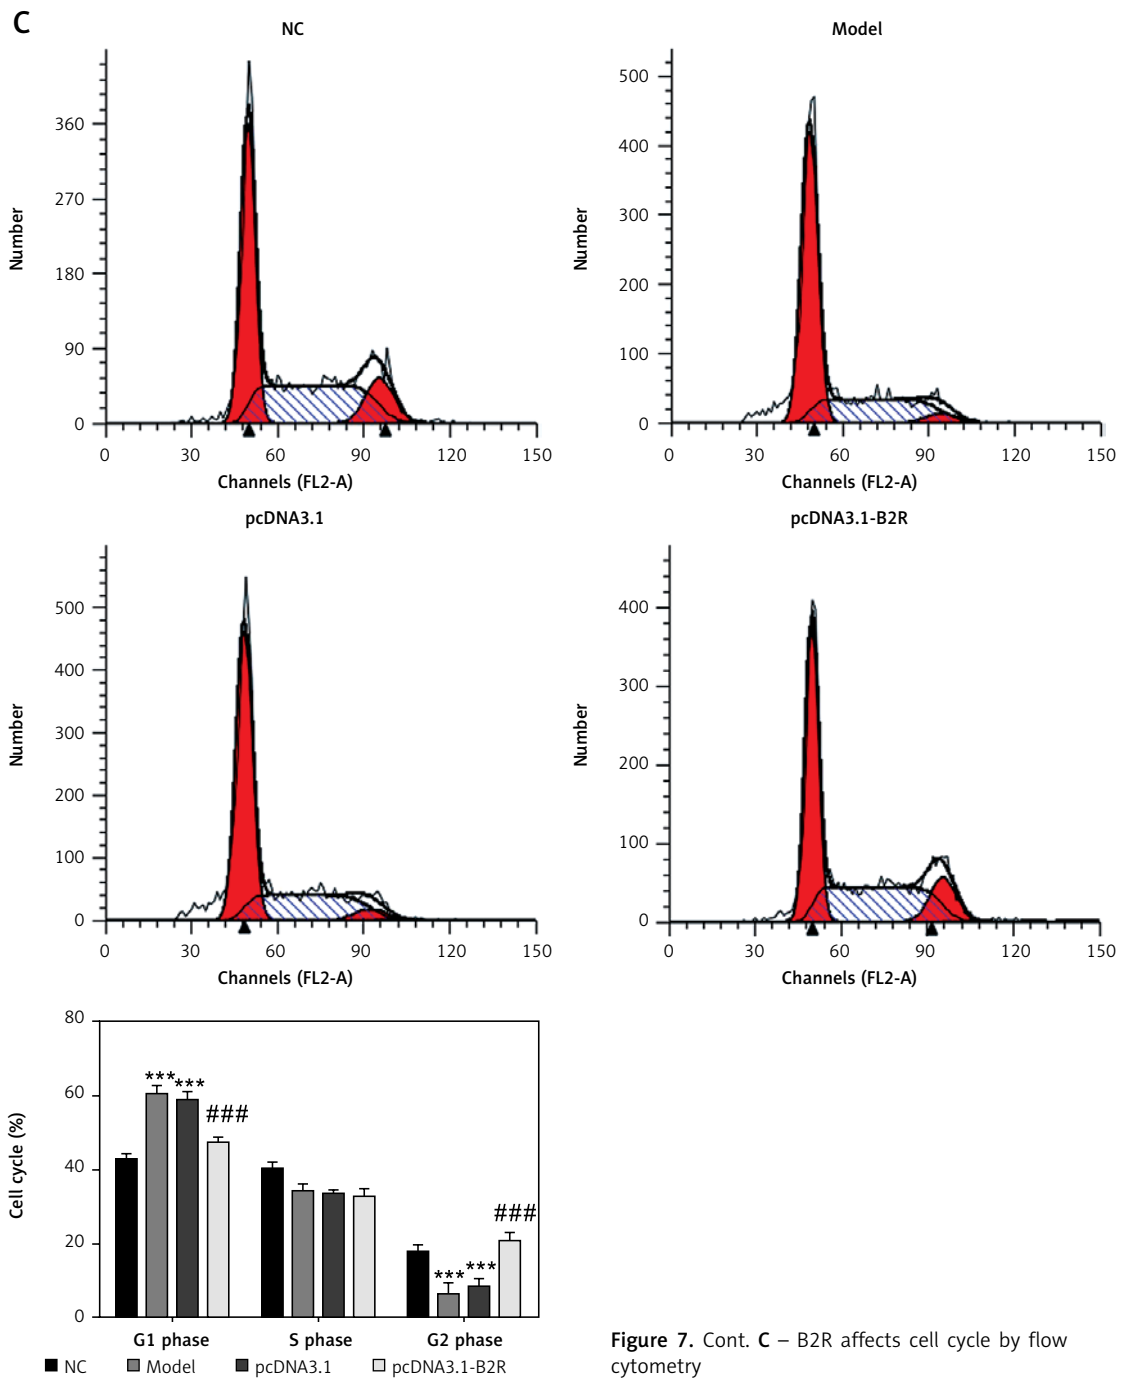 C
NC
Number
360
270
180
90
0
0 30 60 90 120 150
Channels (FL2-A)
Model
Number
500
400
300
200
100
0
0 30 60 90 120 150
Channels (FL2-A)
pcDNA3.1
Number
500
400
300
200
100
0
0 30 60 90 120 150
Channels (FL2-A)
pcDNA3.1-B2R
Number
400
300
200
100
0
0 30 60 90 120 150
Channels (FL2-A)
Cell cycle (%)
80
60
40
20
0
*** ***
###
*** ***
###
G1 phase S phase G2 phase
NC Model pcDNA3.1 pcDNA3.1-B2R
Figure 7. Cont. C – B2R affects cell cycle by flow
cytometry